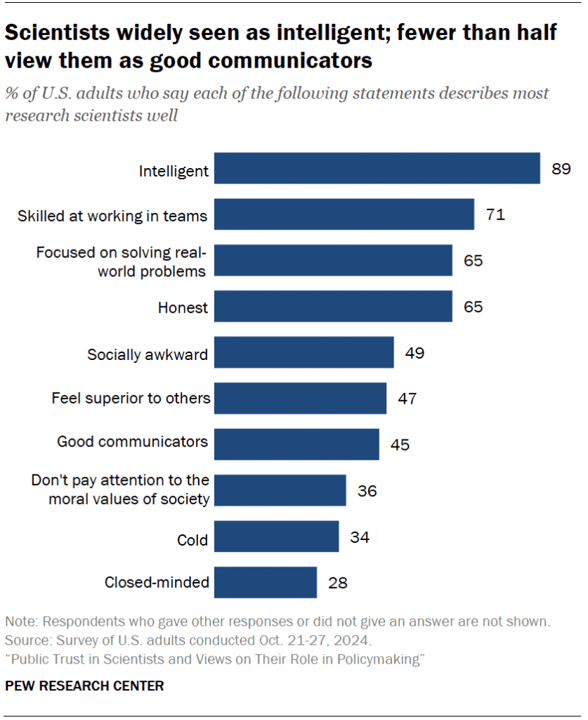 Scientists widely seen as intelligent; fewer than half
view them as good communicators
% of U.S. adults who say each of the following statements describes most
research scientists well
Intelligent 89
Skilled at working in teams 71
Focused on solving real-
world problems 65
Honest 65
Socially awkward 49
Feel superior to others 47
Good communicators 45
Don't pay attention to the
moral values of society 36
Cold 34
Closed-minded 28
Note: Respondents who gave other responses or did not give an answer are not shown.
Source: Survey of U.S. adults conducted Oct. 21-27, 2024.
“Public Trust in Scientists and Views on Their Role in Policymaking”
PEW RESEARCH CENTER